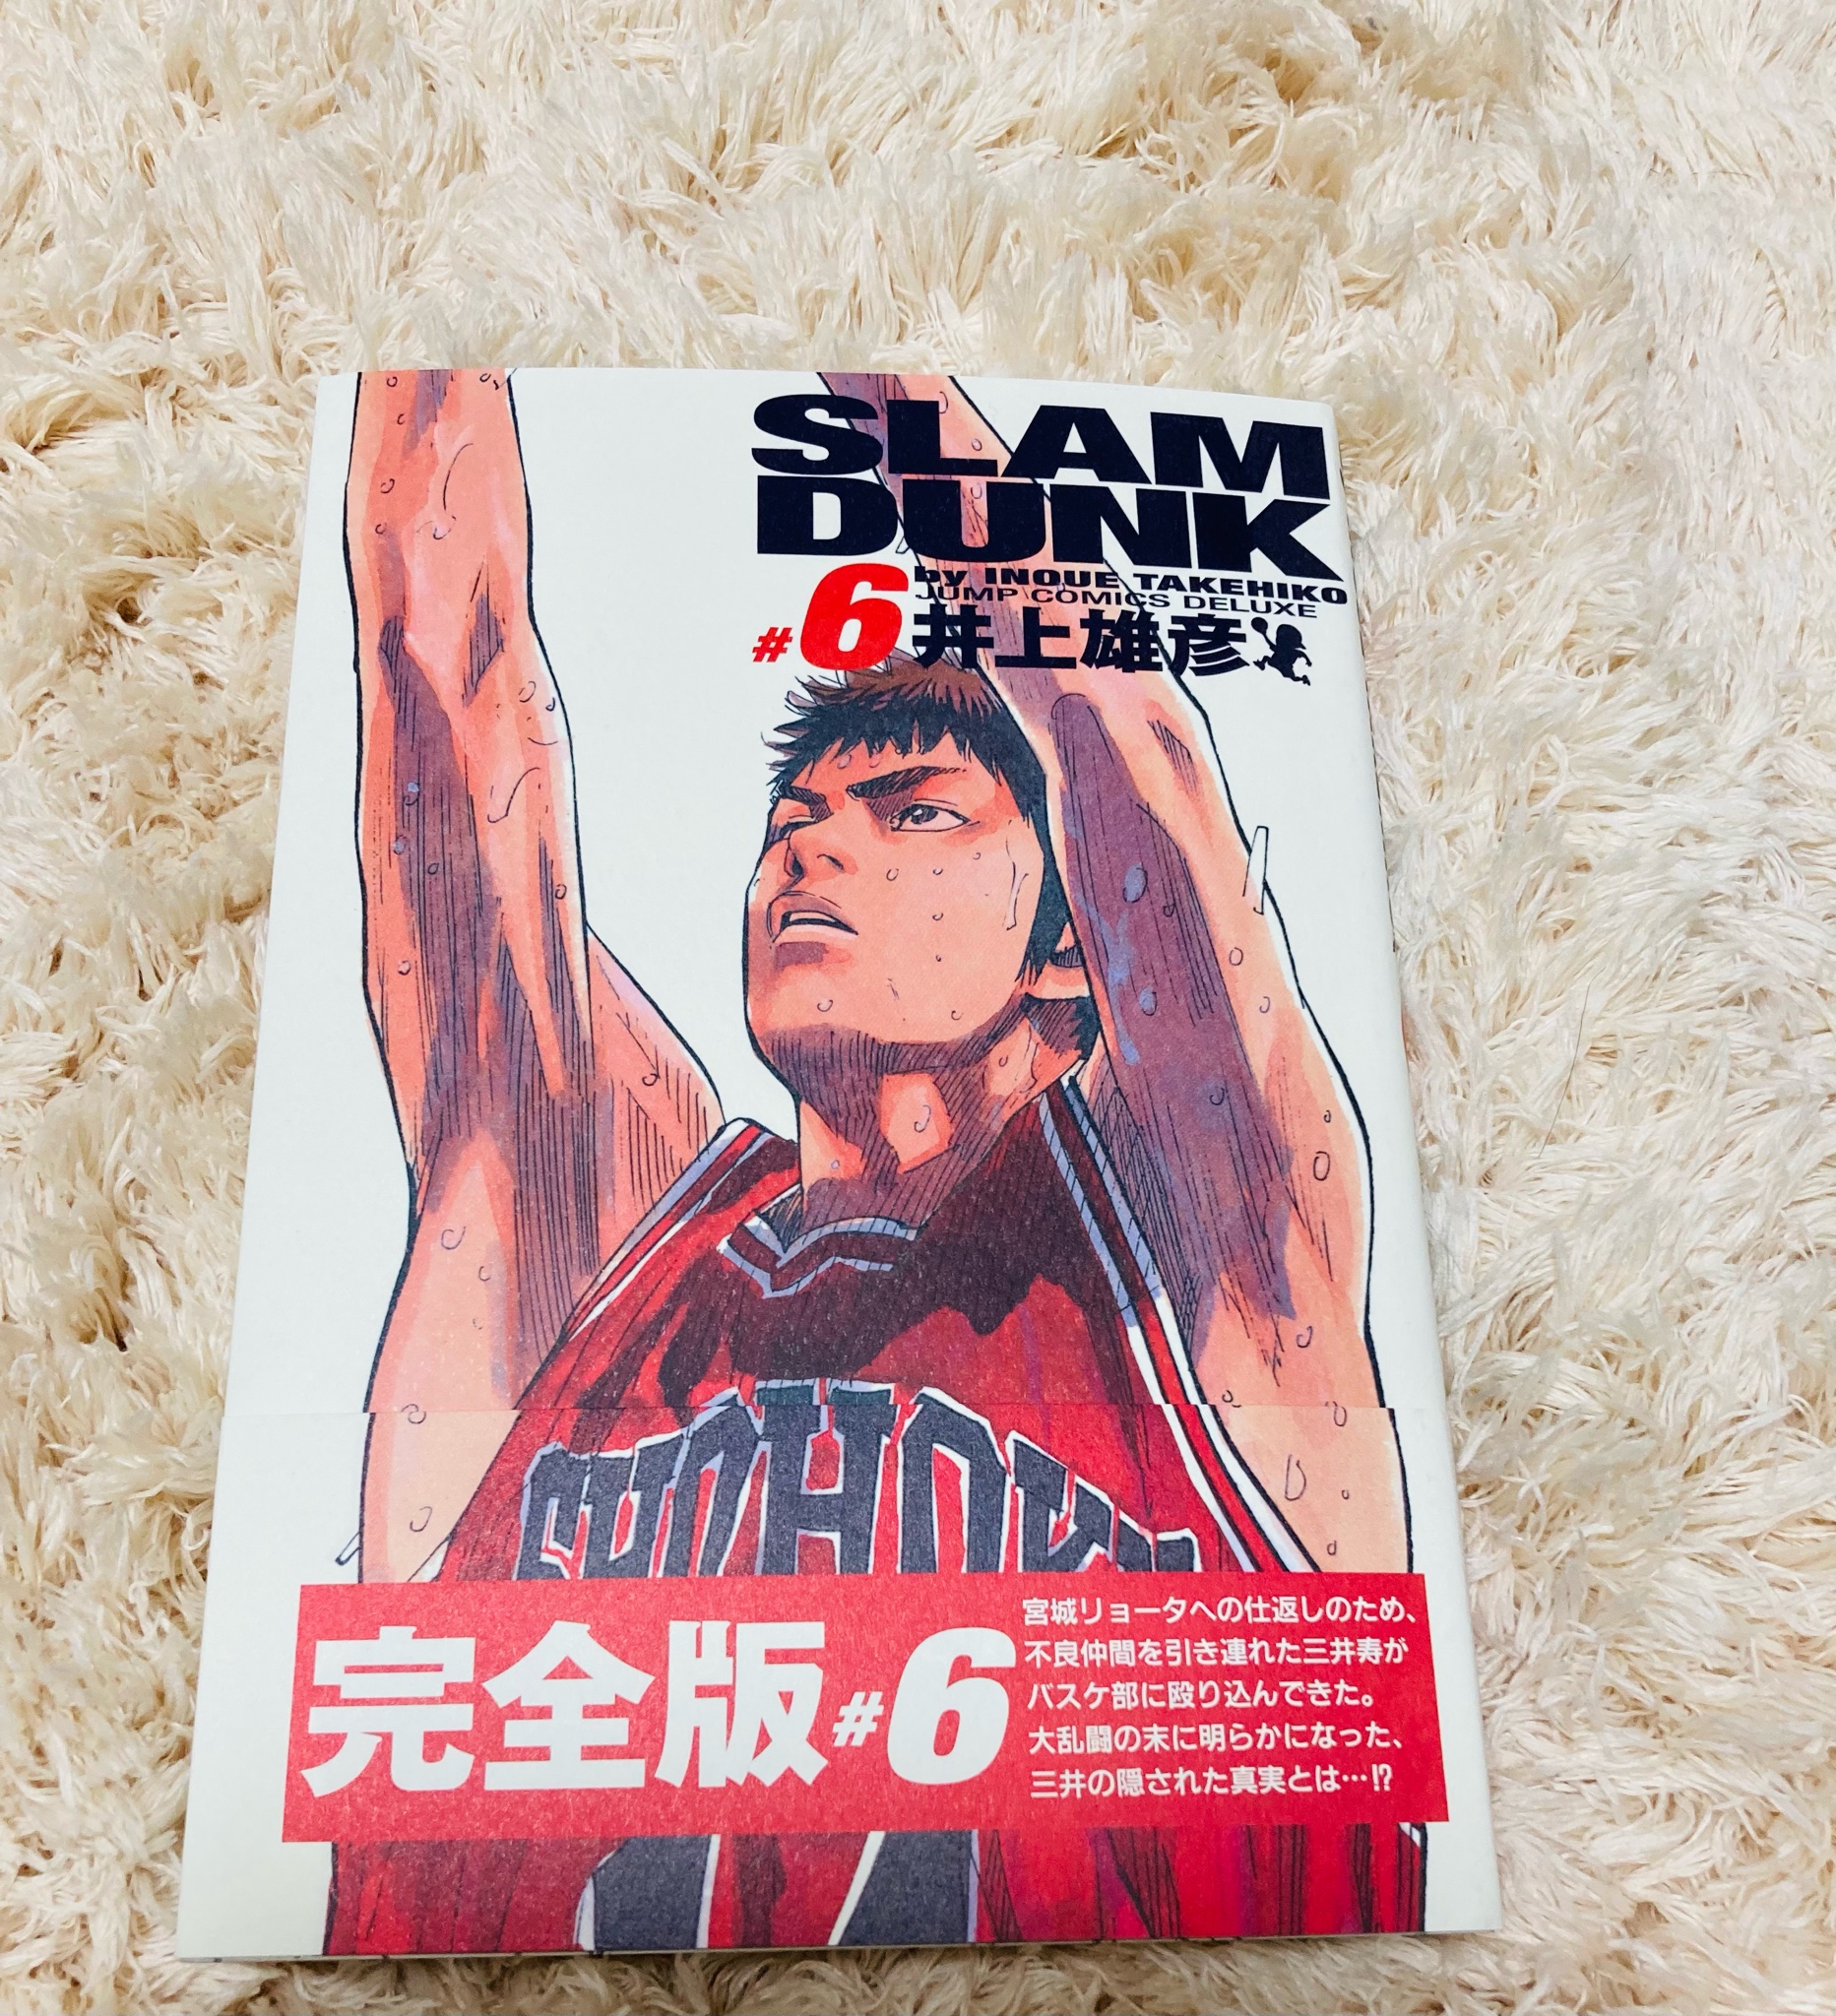 SLAM
DUNK
#6
by INOUE TAKEHIKO
JUMP COMICS DELUXE
井上雄彦
SHOHOKU
完全版#6
宮城リョータへの仕返しのため、
不良仲間を引き連れた三井寿が
バスケ部に殴り込んできた。
大乱闘の末に明らかになった、
三井の隠された真実とは…!?